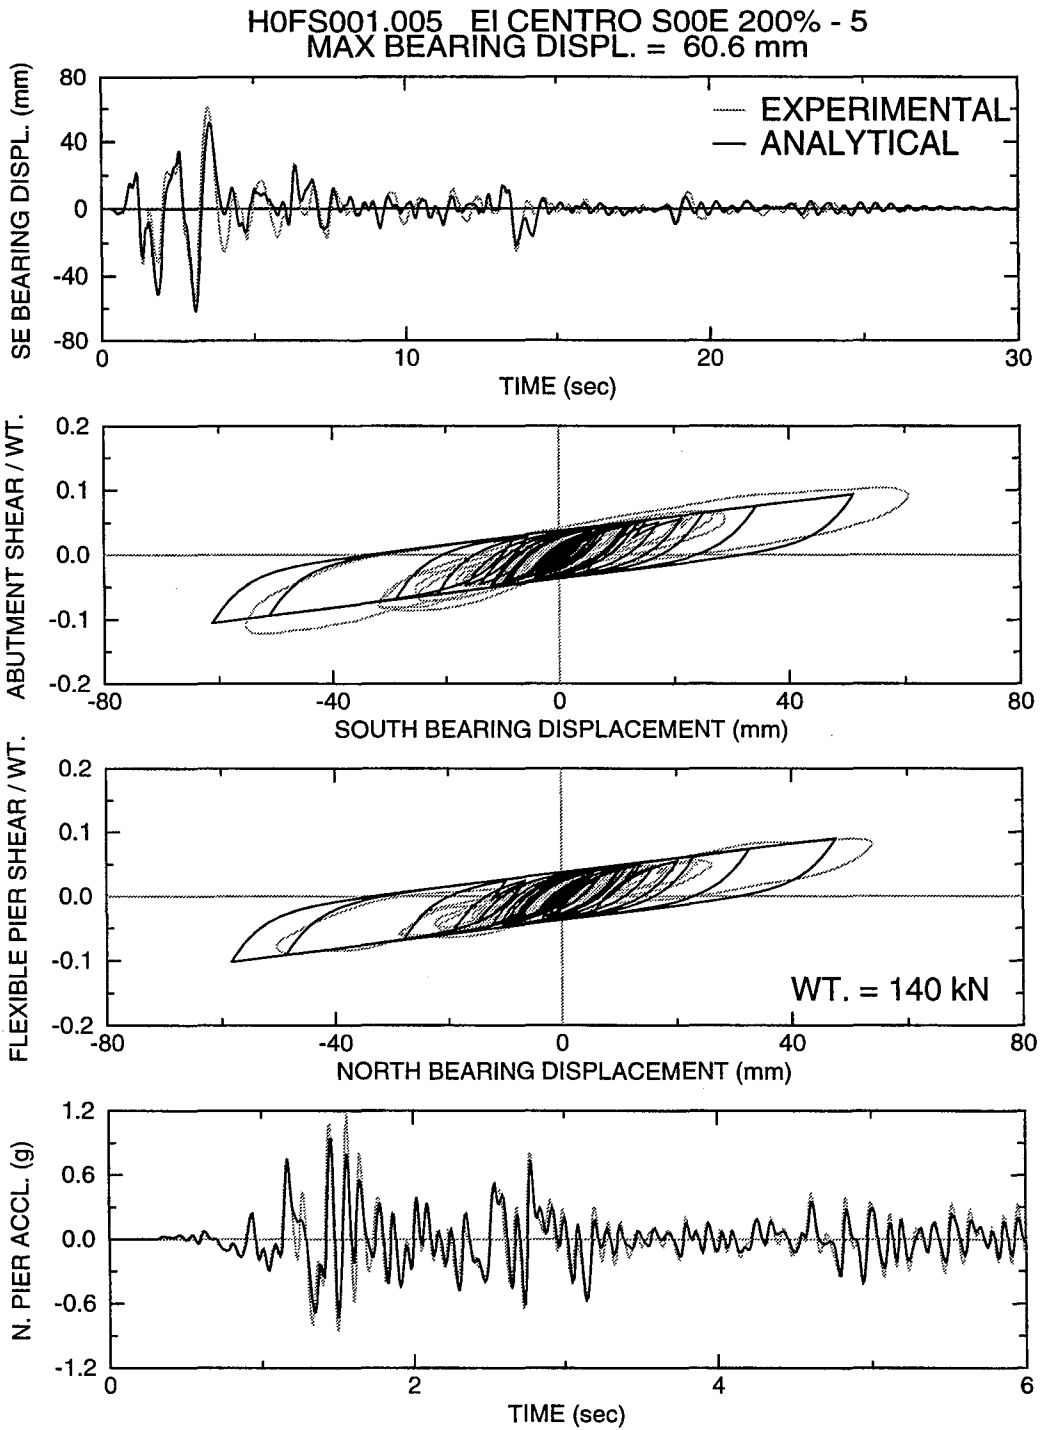 H0FS001.005 El CENTRO S00E 200% - 5
MAX BEARING DISPL. = 60.6 mm
SE BEARING DISPL. (mm)
80
40
0
-40
-80
EXPERIMENTAL
ANALYTICAL
0 10 20 30
TIME (sec)
ABUTMENT SHEAR / WT.
0.2
0.1
0.0
-0.1
-0.2
-80 -40 0 40 80
SOUTH BEARING DISPLACEMENT (mm)
FLEXIBLE PIER SHEAR / WT.
0.2
0.1
0.0
-0.1
-0.2
WT. = 140 kN
-80 -40 0 40 80
NORTH BEARING DISPLACEMENT (mm)
N. PIER ACCL. (g)
1.2
0.6
0.0
-0.6
-1.2
0 2 4 6
TIME (sec)